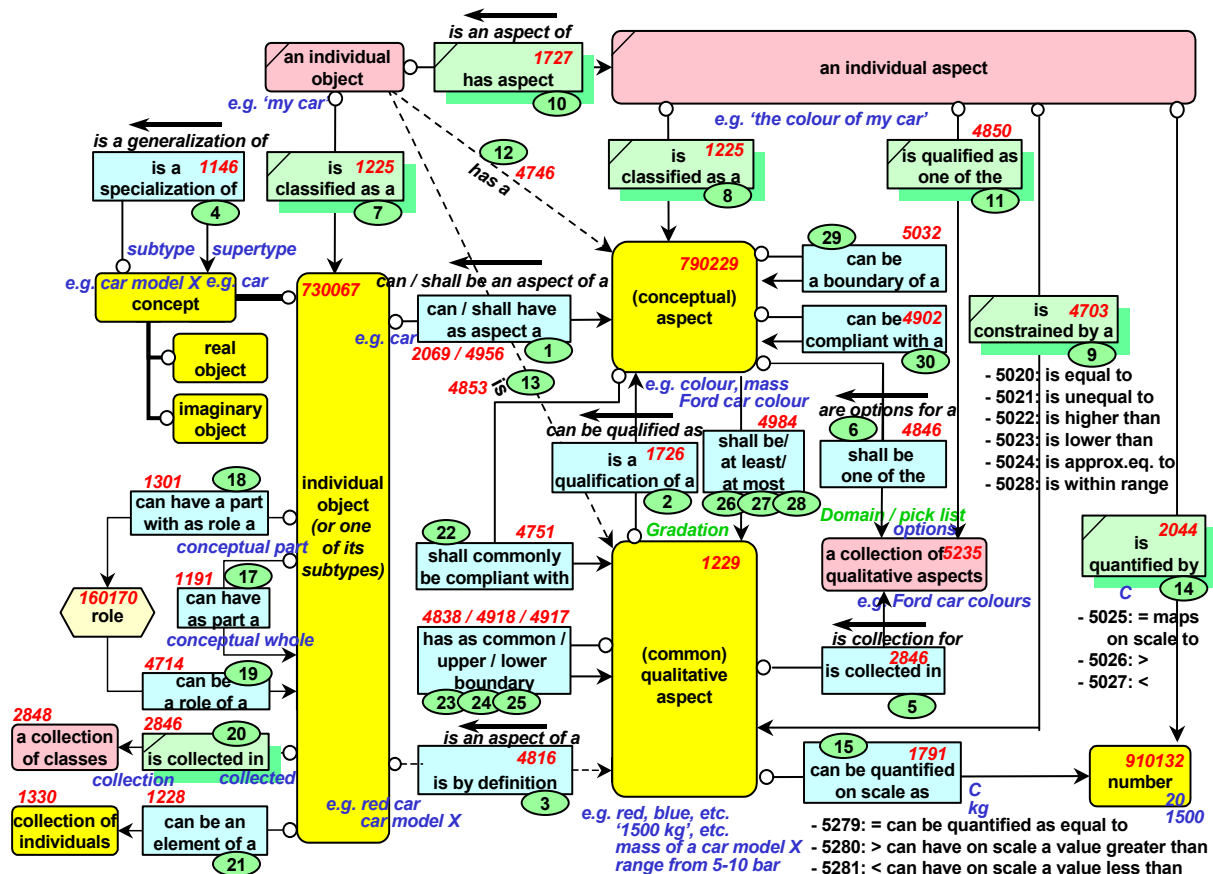 is an aspect of
an individual
object
1727
has aspect
10
an individual aspect
e.g. ‘my car’
e.g. ‘the colour of my car’
is a generalization of
is a
1146
specialization of
4
is
1225
classified as a
7
12
has a
4746
is
1225
classified as a
8
4850
is qualified as
one of the
11
subtype
supertype
e.g. car model X
e.g. car
concept
real
object
imaginary
object
730067
individual
object
(or one
of its
subtypes)
can / shall be an aspect of a
can / shall have
as aspect a
e.g. car
2069 / 4956
1
790229
(conceptual)
aspect
29
5032
can be
a boundary of a
can be
4902
compliant with a
30
is
4703
constrained by a
9
- 5020: is equal to
- 5021: is unequal to
- 5022: is higher than
- 5023: is lower than
- 5024: is approx.eq. to
- 5028: is within range
4853
is
13
e.g. colour, mass
Ford car colour
can be qualified as
is a
1726
qualification of a
2
4984
shall be/
at least/
at most
26
27
28
are options for a
6
4846
shall be
one of the
Gradation
Domain / pick list
options
1301
18
can have a part
with as role a
conceptual part
1191
17
can have
as part a
conceptual whole
160170
role
4714
19
can be
a role of a
22
4751
shall commonly
be compliant with
1229
(common)
qualitative
aspect
a collection of
5235
qualitative aspects
e.g. Ford car colours
2044
is
quantified by
C
14
- 5025: = maps
on scale to
- 5026: >
- 5027: <
4838 / 4918 / 4917
has as common /
upper / lower
boundary
23
24
25
is collection for
2846
is collected in
5
2848
a collection
of classes
2846
20
is collected in
collection
collected
is an aspect of a
4816
is by definition
3
e.g. red car
car model X
1330
collection of
individuals
1228
can be an
element of a
21
15
1791
can be quantified
on scale as
C
kg
910132
number
20
1500
e.g. red, blue, etc.
‘1500 kg’, etc.
mass of a car model X
range from 5-10 bar
- 5279: = can be quantified as equal to
- 5280: > can have on scale a value greater than
- 5281: < can have on scale a value less than